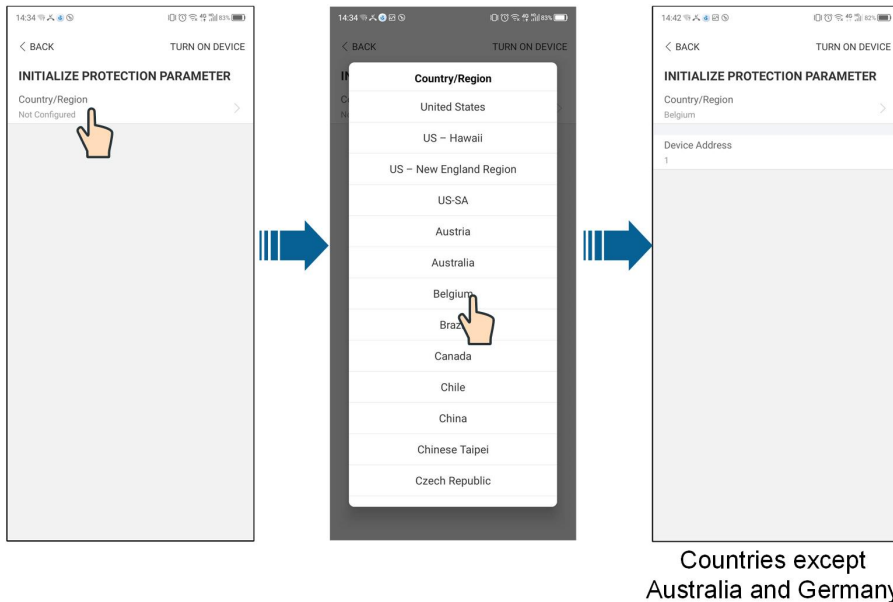 14:34
83%
BACK
TURN ON DEVICE
INITIALIZE PROTECTION PARAMETER
Country/Region
Not Configured
14:34
83%
BACK
TURN ON DEVICE
Country/Region
United States
US – Hawaii
US – New England Region
US-SA
Austria
Australia
Belgium
Braz
Canada
Chile
China
Chinese Taipei
Czech Republic
14:42
82%
BACK
TURN ON DEVICE
INITIALIZE PROTECTION PARAMETER
Country/Region
Belgium
Device Address
1
Countries except
Australia and Germany